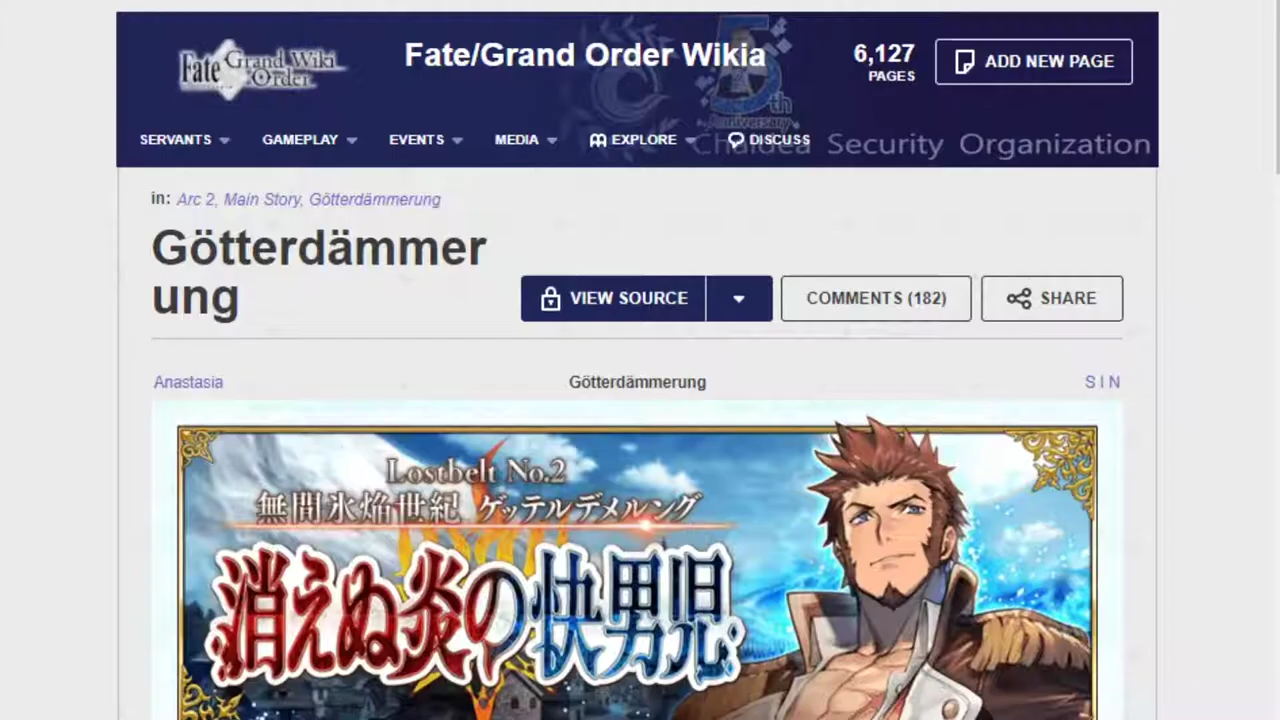 Fate Grand Wiki
Order
Fate/Grand Order Wikia
6,127
PAGES
ADD NEW PAGE
5th
Anniversary
SERVANTS
GAMEPLAY
EVENTS
MEDIA
EXPLORE
DISCUSS
Chaldea Security Organization
in: Arc 2, Main Story, Götterdämmerung
Götterdämmer
ung
VIEW SOURCE
COMMENTS (182)
SHARE
Anastasia
Götterdämmerung
S I N
Lostbelt No.2
無間氷焔世紀 ゲッテルデメルング
消えぬ炎の快男児